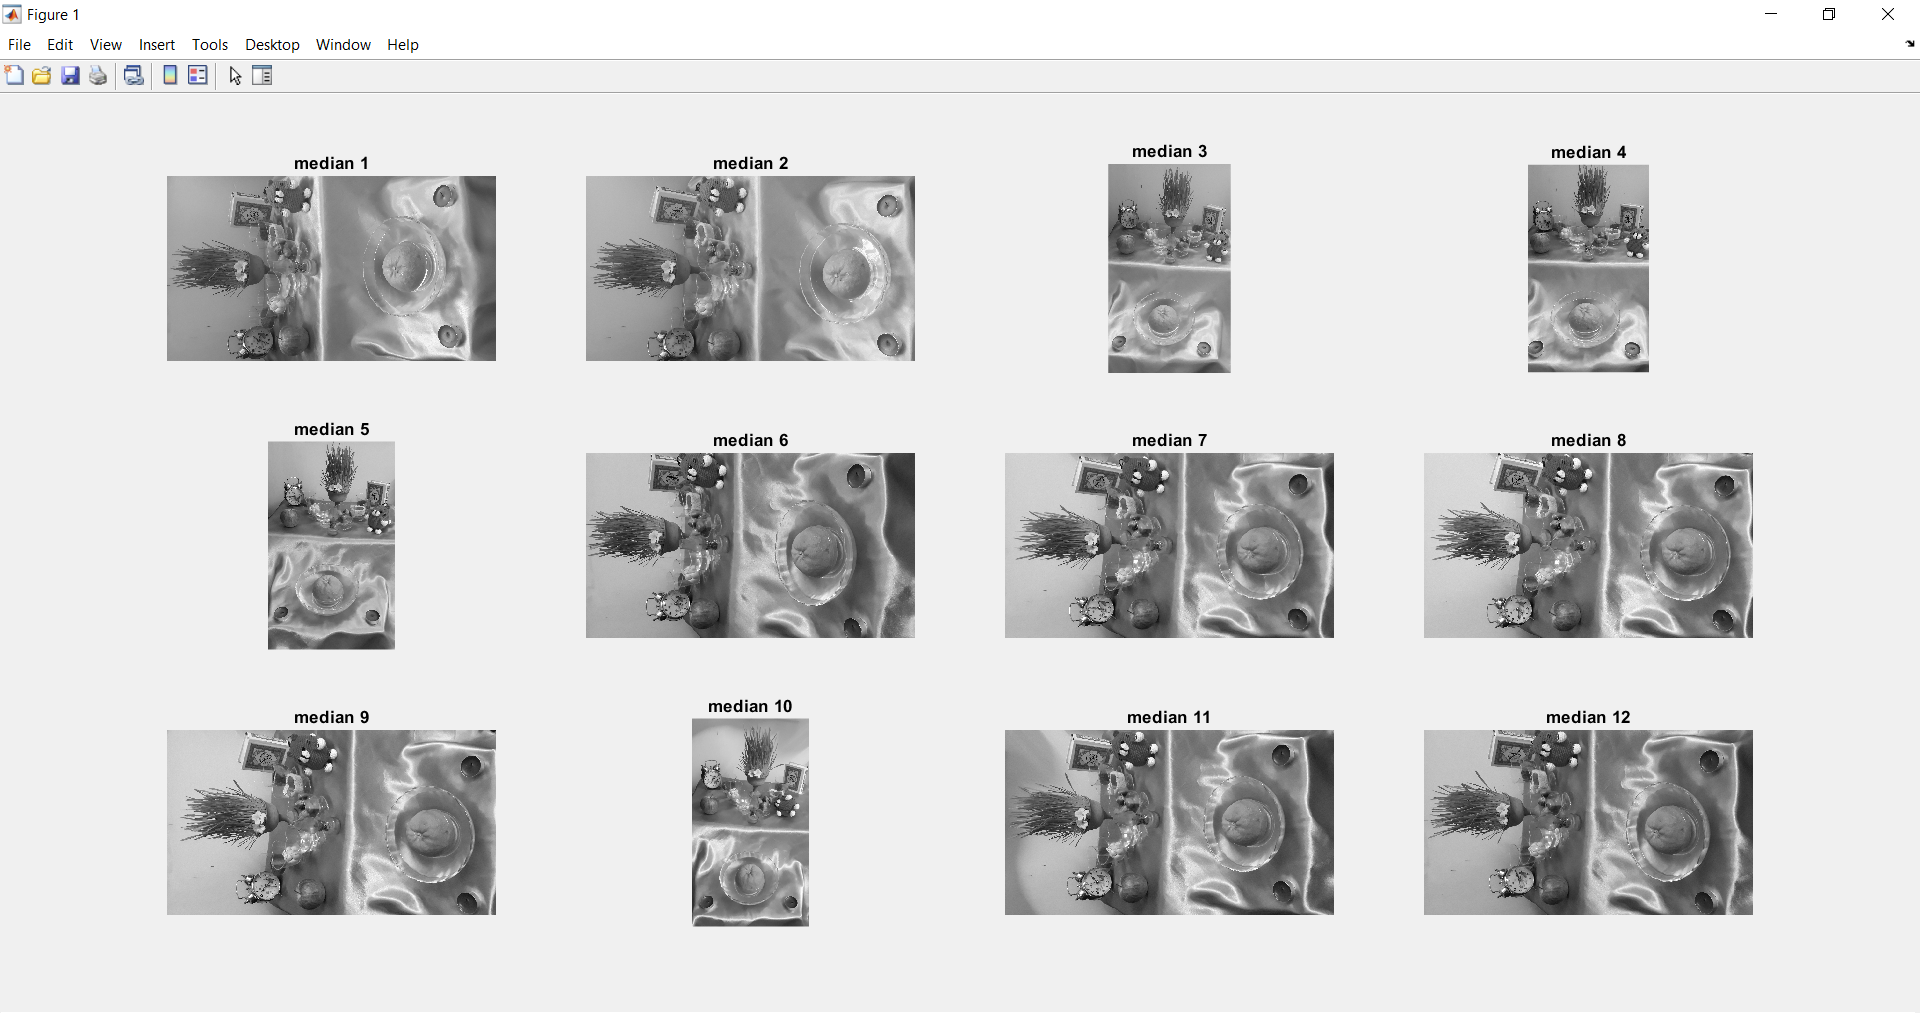 Figure 1
File Edit View Insert Tools Desktop Window Help
median 1
median 2
median 3
median 4
median 5
median 6
median 7
median 8
median 9
median 10
median 11
median 12